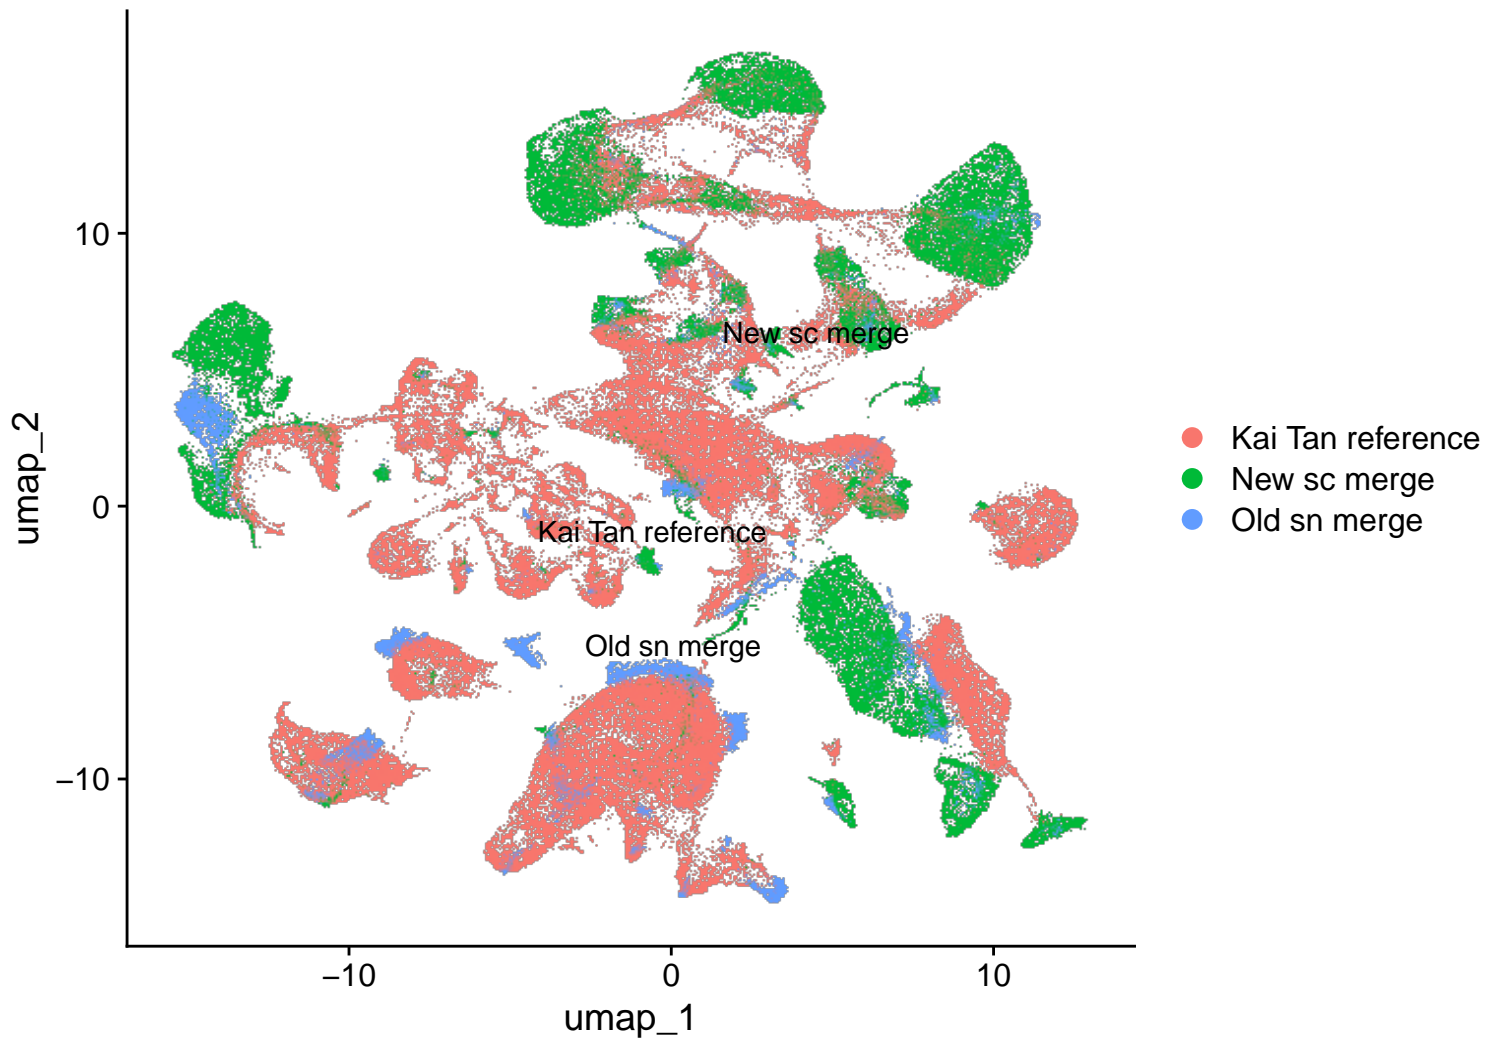 10
0
−10
umap_2
New sc merge
Kai Tan reference
Old sn merge
−10
0
10
umap_1
Kai Tan reference
New sc merge
Old sn merge